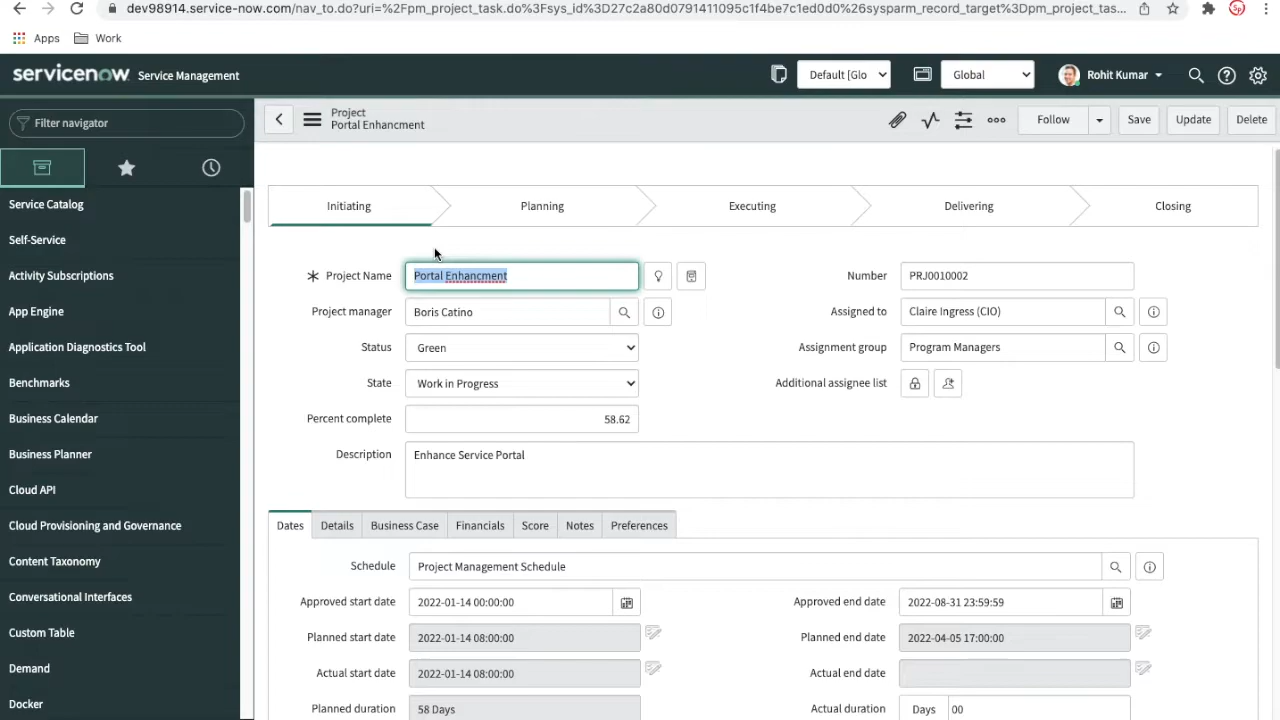 dev98914.service-now.com/nav_to.do?uri=%2Fpm_project_task.do%3Fsys_id%3D27c2a80d0791411095c1f4be7c1ed0d0%26sysparm_record_target%3Dpm_project_tas...
Apps Work
servicenow Service Management Default [Glo Global Rohit Kumar
Filter navigator
Project
Portal Enhancment
Follow Save Update Delete
Initiating Planning Executing Delivering Closing
Service Catalog
Self-Service
Activity Subscriptions
App Engine
Application Diagnostics Tool
Benchmarks
Business Calendar
Business Planner
Cloud API
Cloud Provisioning and Governance
Content Taxonomy
Conversational Interfaces
Custom Table
Demand
Docker
Project Name Portal Enhancment
Project manager Boris Catino
Status Green
State Work in Progress
Percent complete 58.62
Description Enhance Service Portal
Number PRJ0010002
Assigned to Claire Ingress (CIO)
Assignment group Program Managers
Additional assignee list
Dates Details Business Case Financials Score Notes Preferences
Schedule Project Management Schedule
Approved start date 2022-01-14 00:00:00
Planned start date 2022-01-14 08:00:00
Actual start date 2022-01-14 08:00:00
Planned duration 58 Days
Approved end date 2022-08-31 23:59:59
Planned end date 2022-04-05 17:00:00
Actual end date
Actual duration Days 00